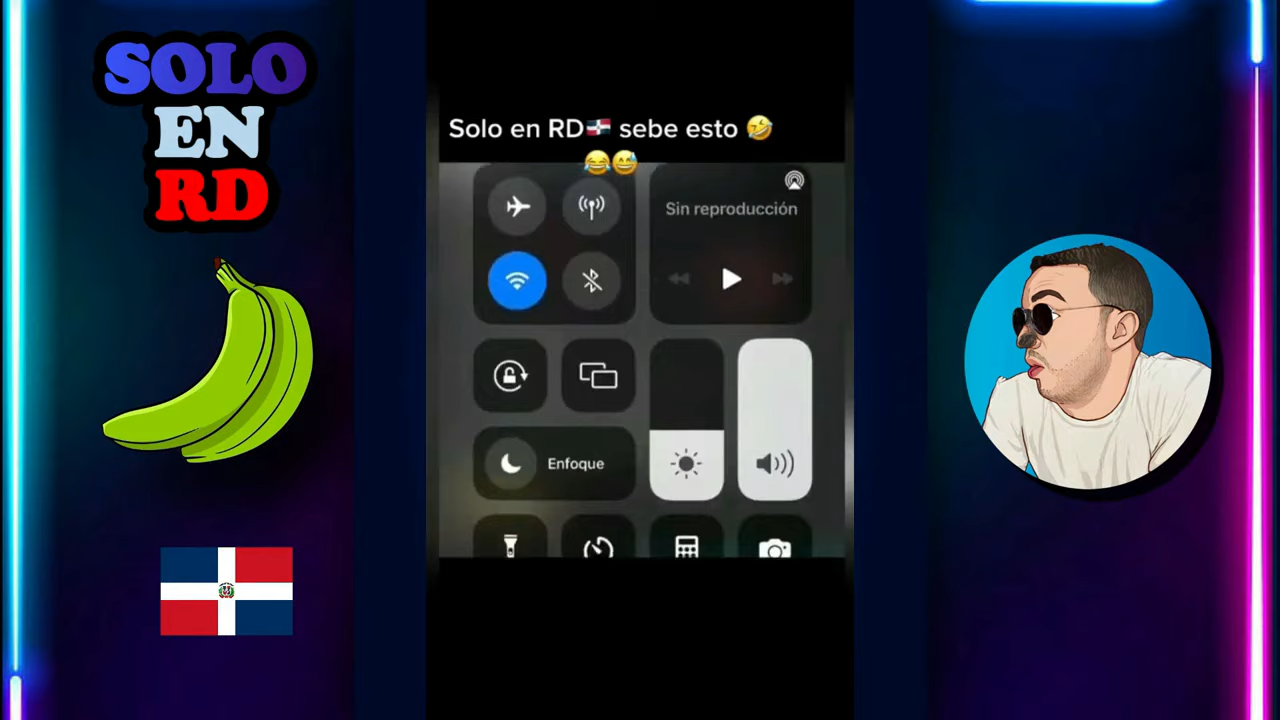 SOLO
EN
RD
Solo en RD🇩🇴 sebe esto 🤣
😂😅
Sin reproducción
Enfoque